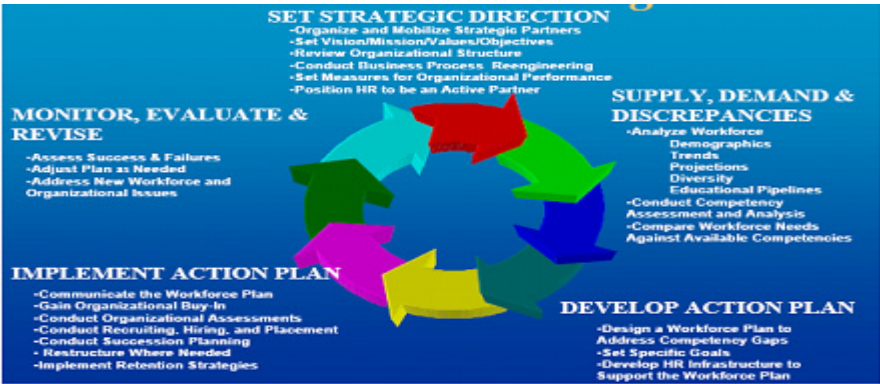 SET STRATEGIC DIRECTION
-Organize and Mobilize Strategic Partners
-Set Vision/Mission/Values/Objectives
-Review Organizational Structure
-Conduct Business Process Reengineering
-Set Measures for Organizational Performance
-Position HR to be an Active Partner
SUPPLY, DEMAND &
DISCREPANCIES
-Analyze Workforce
Demographics
Trends
Projections
Diversity
Educational Pipelines
-Conduct Competency
Assessment and Analysis
-Compare Workforce Needs
Against Available Competencies
DEVELOP ACTION PLAN
-Design a Workforce Plan to
Address Competency Gaps
-Set Specific Goals
-Develop HR Infrastructure to
Support the Workforce Plan
IMPLEMENT ACTION PLAN
-Communicate the Workforce Plan
-Gain Organizational Buy-In
-Conduct Organizational Assessments
-Conduct Recruiting, Hiring, and Placement
-Conduct Succession Planning
- Restructure Where Needed
-Implement Retention Strategies
MONITOR, EVALUATE &
REVISE
-Assess Success & Failures
-Adjust Plan as Needed
-Address New Workforce and
Organizational Issues